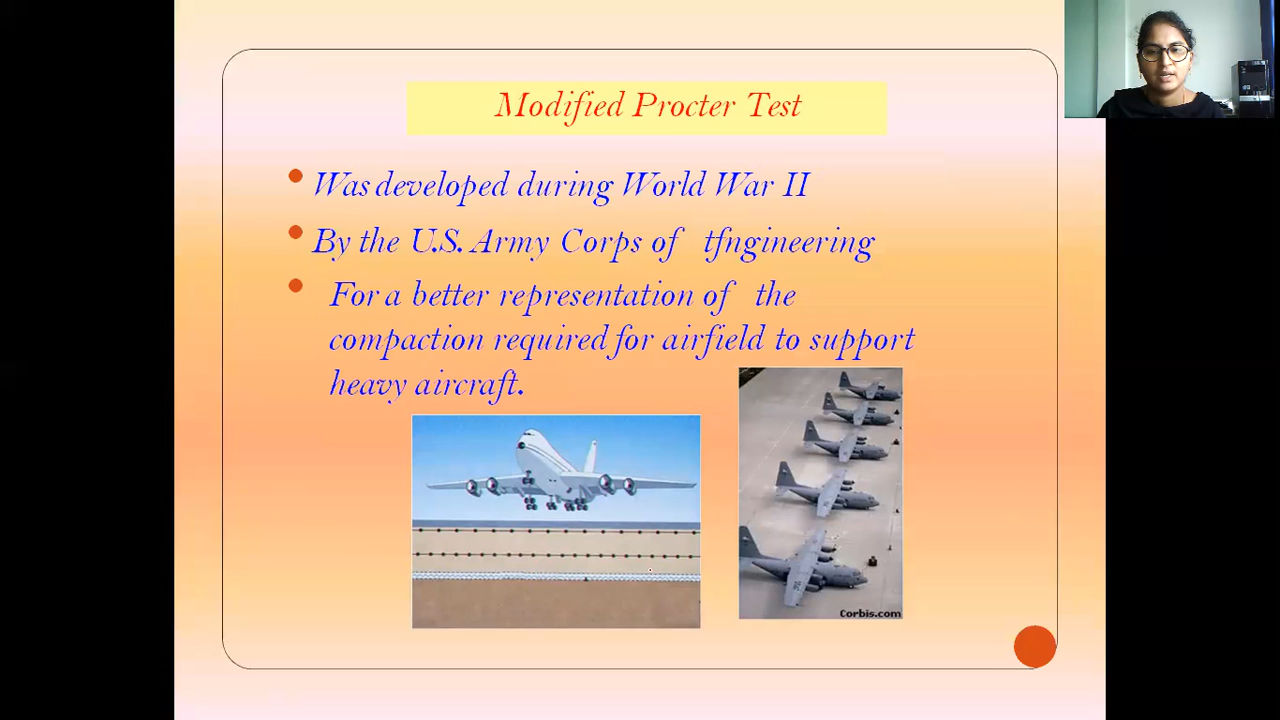 Modified Procter Test
Was developed during World War II
By the U.S. Army Corps of tfngineering
For a better representation of the
compaction required for airfield to support
heavy aircraft.
Corbis.com